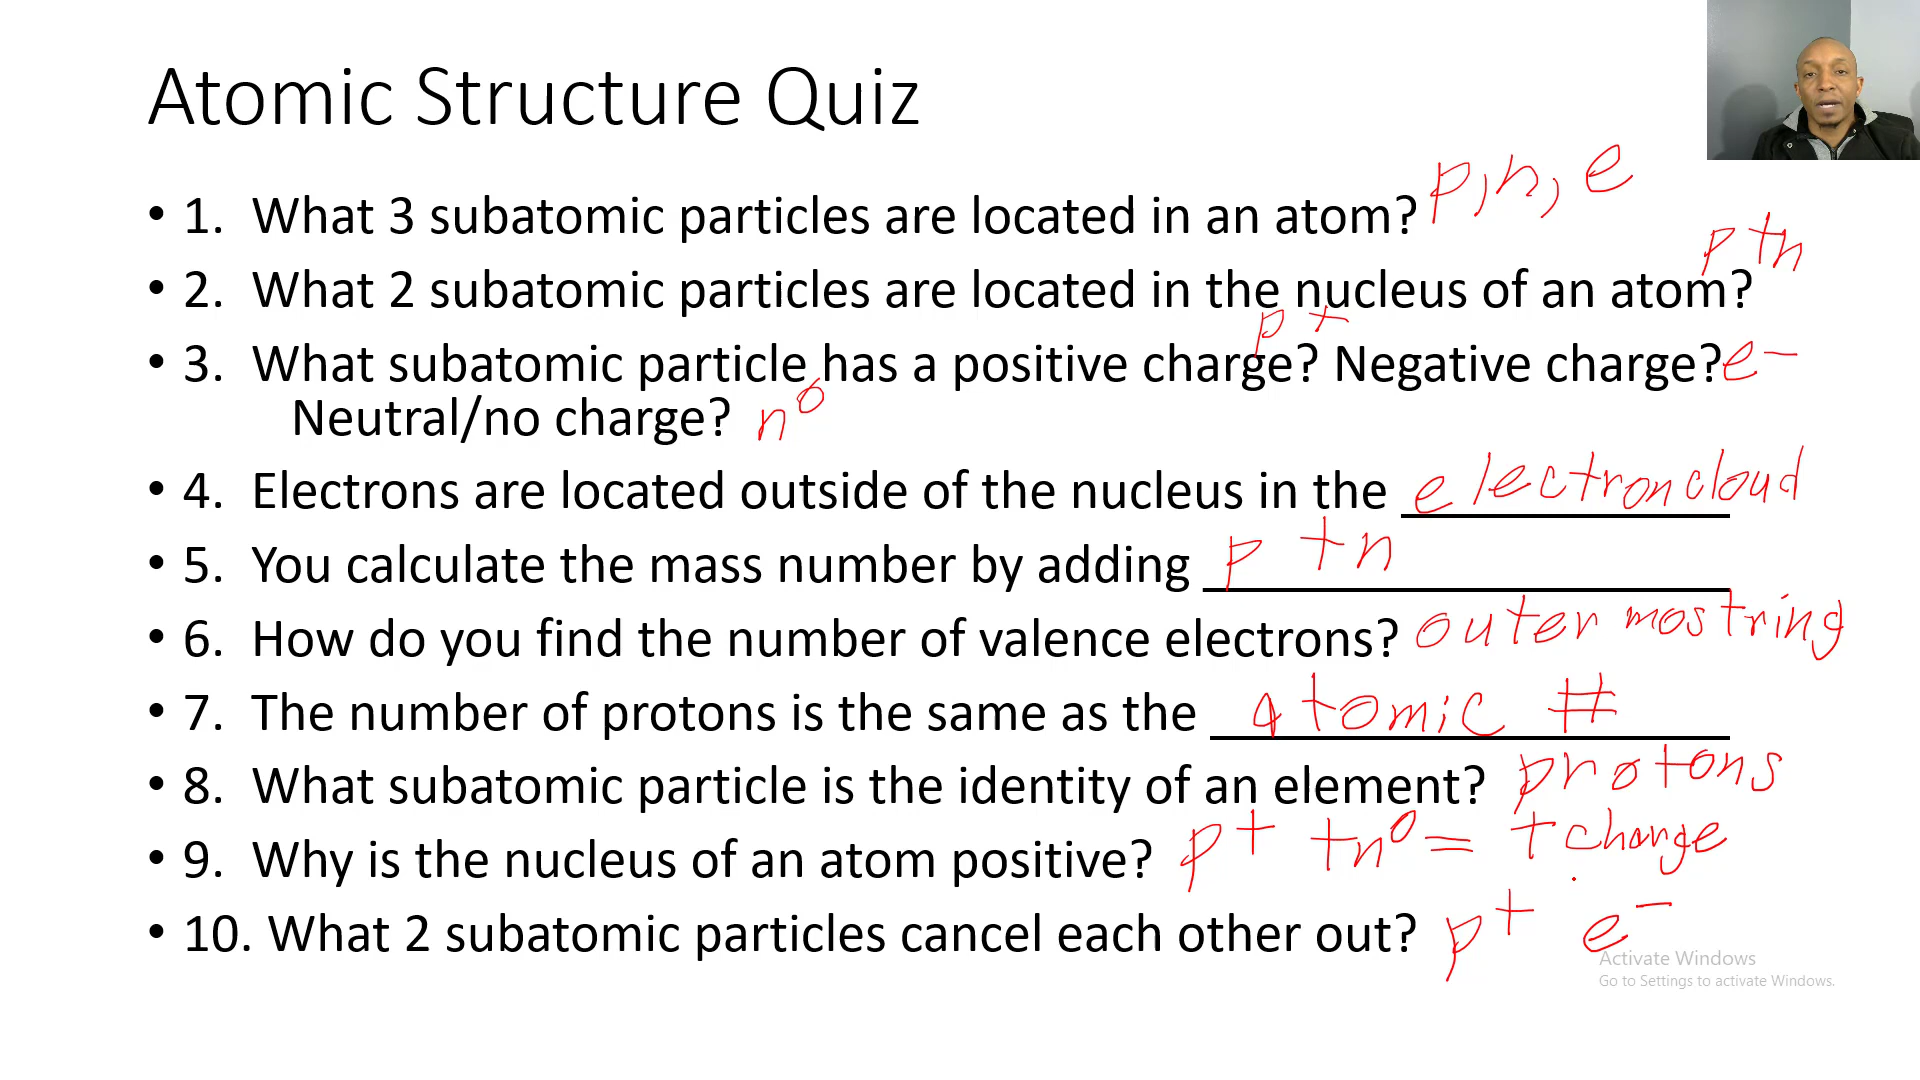 Atomic Structure Quiz
• 1. What 3 subatomic particles are located in an atom? p, n, e
• 2. What 2 subatomic particles are located in the nucleus of an atom? p + n
• 3. What subatomic particle has a positive charge? p+ Negative charge? e-
Neutral/no charge? n0
• 4. Electrons are located outside of the nucleus in the electron cloud
• 5. You calculate the mass number by adding p + n
• 6. How do you find the number of valence electrons? outer most ring
• 7. The number of protons is the same as the atomic #
• 8. What subatomic particle is the identity of an element? protons
• 9. Why is the nucleus of an atom positive? p+ + n0 = + charge
• 10. What 2 subatomic particles cancel each other out? p+ e-
Activate Windows
Go to Settings to activate Windows.